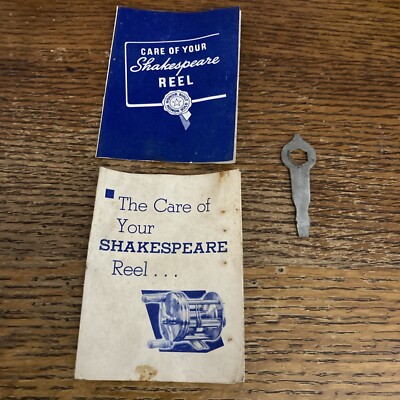 CARE OF YOUR
Shakespeare
REEL
The Care of
Your
SHAKESPEARE
Reel...